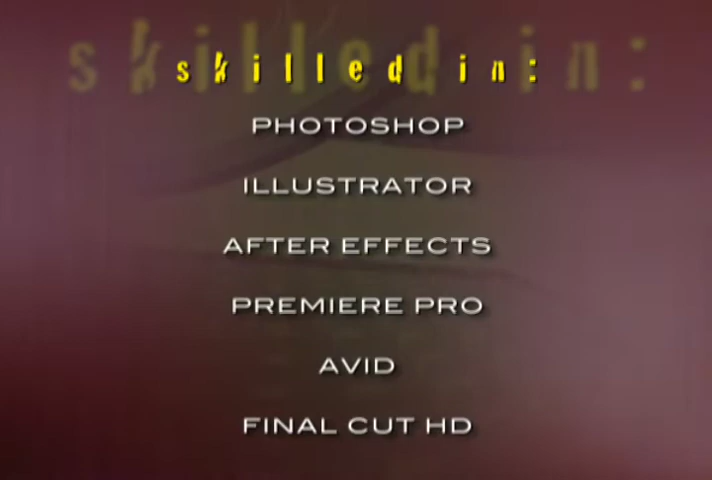 skilled in:
PHOTOSHOP
ILLUSTRATOR
AFTER EFFECTS
PREMIERE PRO
AVID
FINAL CUT HD